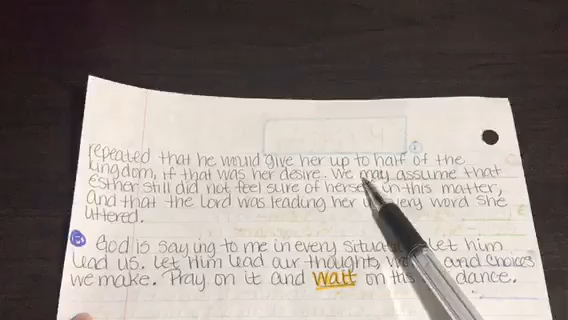 repeated that he would give her up to half of the
kingdom, if that was her desire. We may assume that
Esther still did not feel sure of herself in this matter,
and that the Lord was leading her in every word she
uttered.
God is saying to me in every situation let him
lead us. Let Him lead our thoughts and choices
we make. Pray on it and wait on his